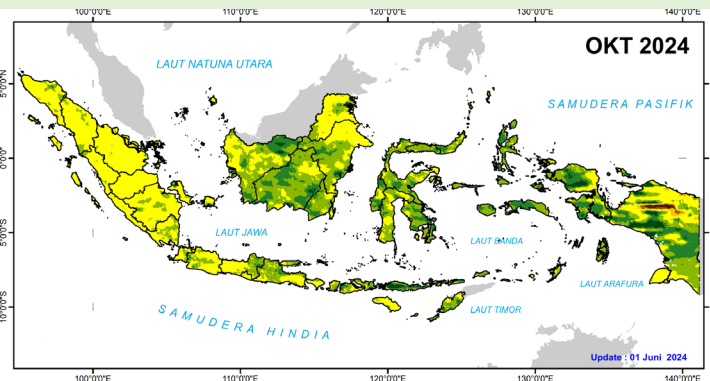 100°0'0"E 110°0'0"E 120°0'0"E 130°0'0"E 140°0'0"E
OKT 2024
LAUT NATUNA UTARA
5°0'0"N
SAMUDERA PASIFIK
0°0'0"
LAUT JAWA
LAUT BANDA
5°0'0"S
LAUT ARAFURA
SAMUDERA HINDIA
LAUT TIMOR
10°0'0"S
Update : 01 Juni 2024
100°0'0"E 110°0'0"E 120°0'0"E 130°0'0"E 140°0'0"E